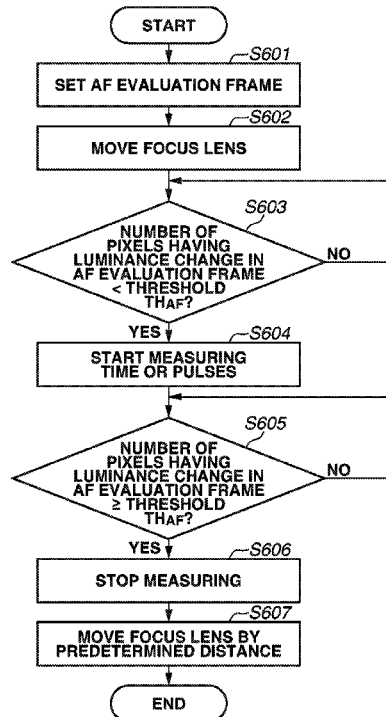 START
S601
SET AF EVALUATION FRAME
S602
MOVE FOCUS LENS
S603
NUMBER OF
PIXELS HAVING
LUMINANCE CHANGE IN
AF EVALUATION FRAME
< THRESHOLD
THAF?
NO
YES
S604
START MEASURING
TIME OR PULSES
S605
NUMBER OF
PIXELS HAVING
LUMINANCE CHANGE IN
AF EVALUATION FRAME
≥ THRESHOLD
THAF?
NO
YES
S606
STOP MEASURING
S607
MOVE FOCUS LENS BY
PREDETERMINED DISTANCE
END